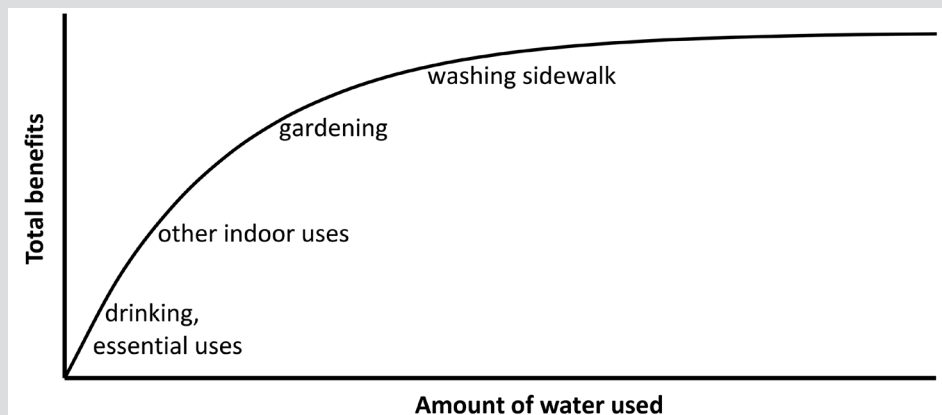 Total benefits
washing sidewalk
gardening
other indoor uses
drinking,
essential uses
Amount of water used